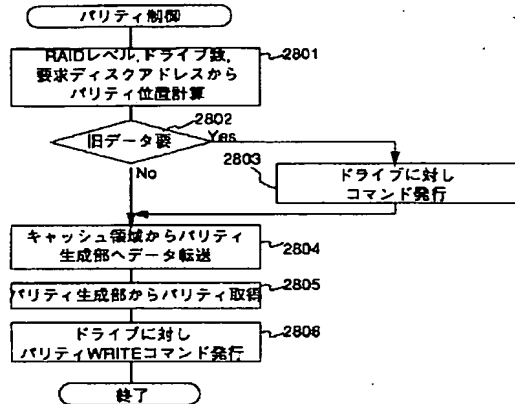 パリティ制御
RAIDレベル,ドライブ数,
要求ディスクアドレスから
パリティ位置計算
2801
2802
旧データ要
Yes
No
2803
ドライブに対し
コマンド発行
キャッシュ領域からパリティ
生成部へデータ転送
2804
パリティ生成部からパリティ取得
2805
ドライブに対し
パリティWRITEコマンド発行
2806
終了